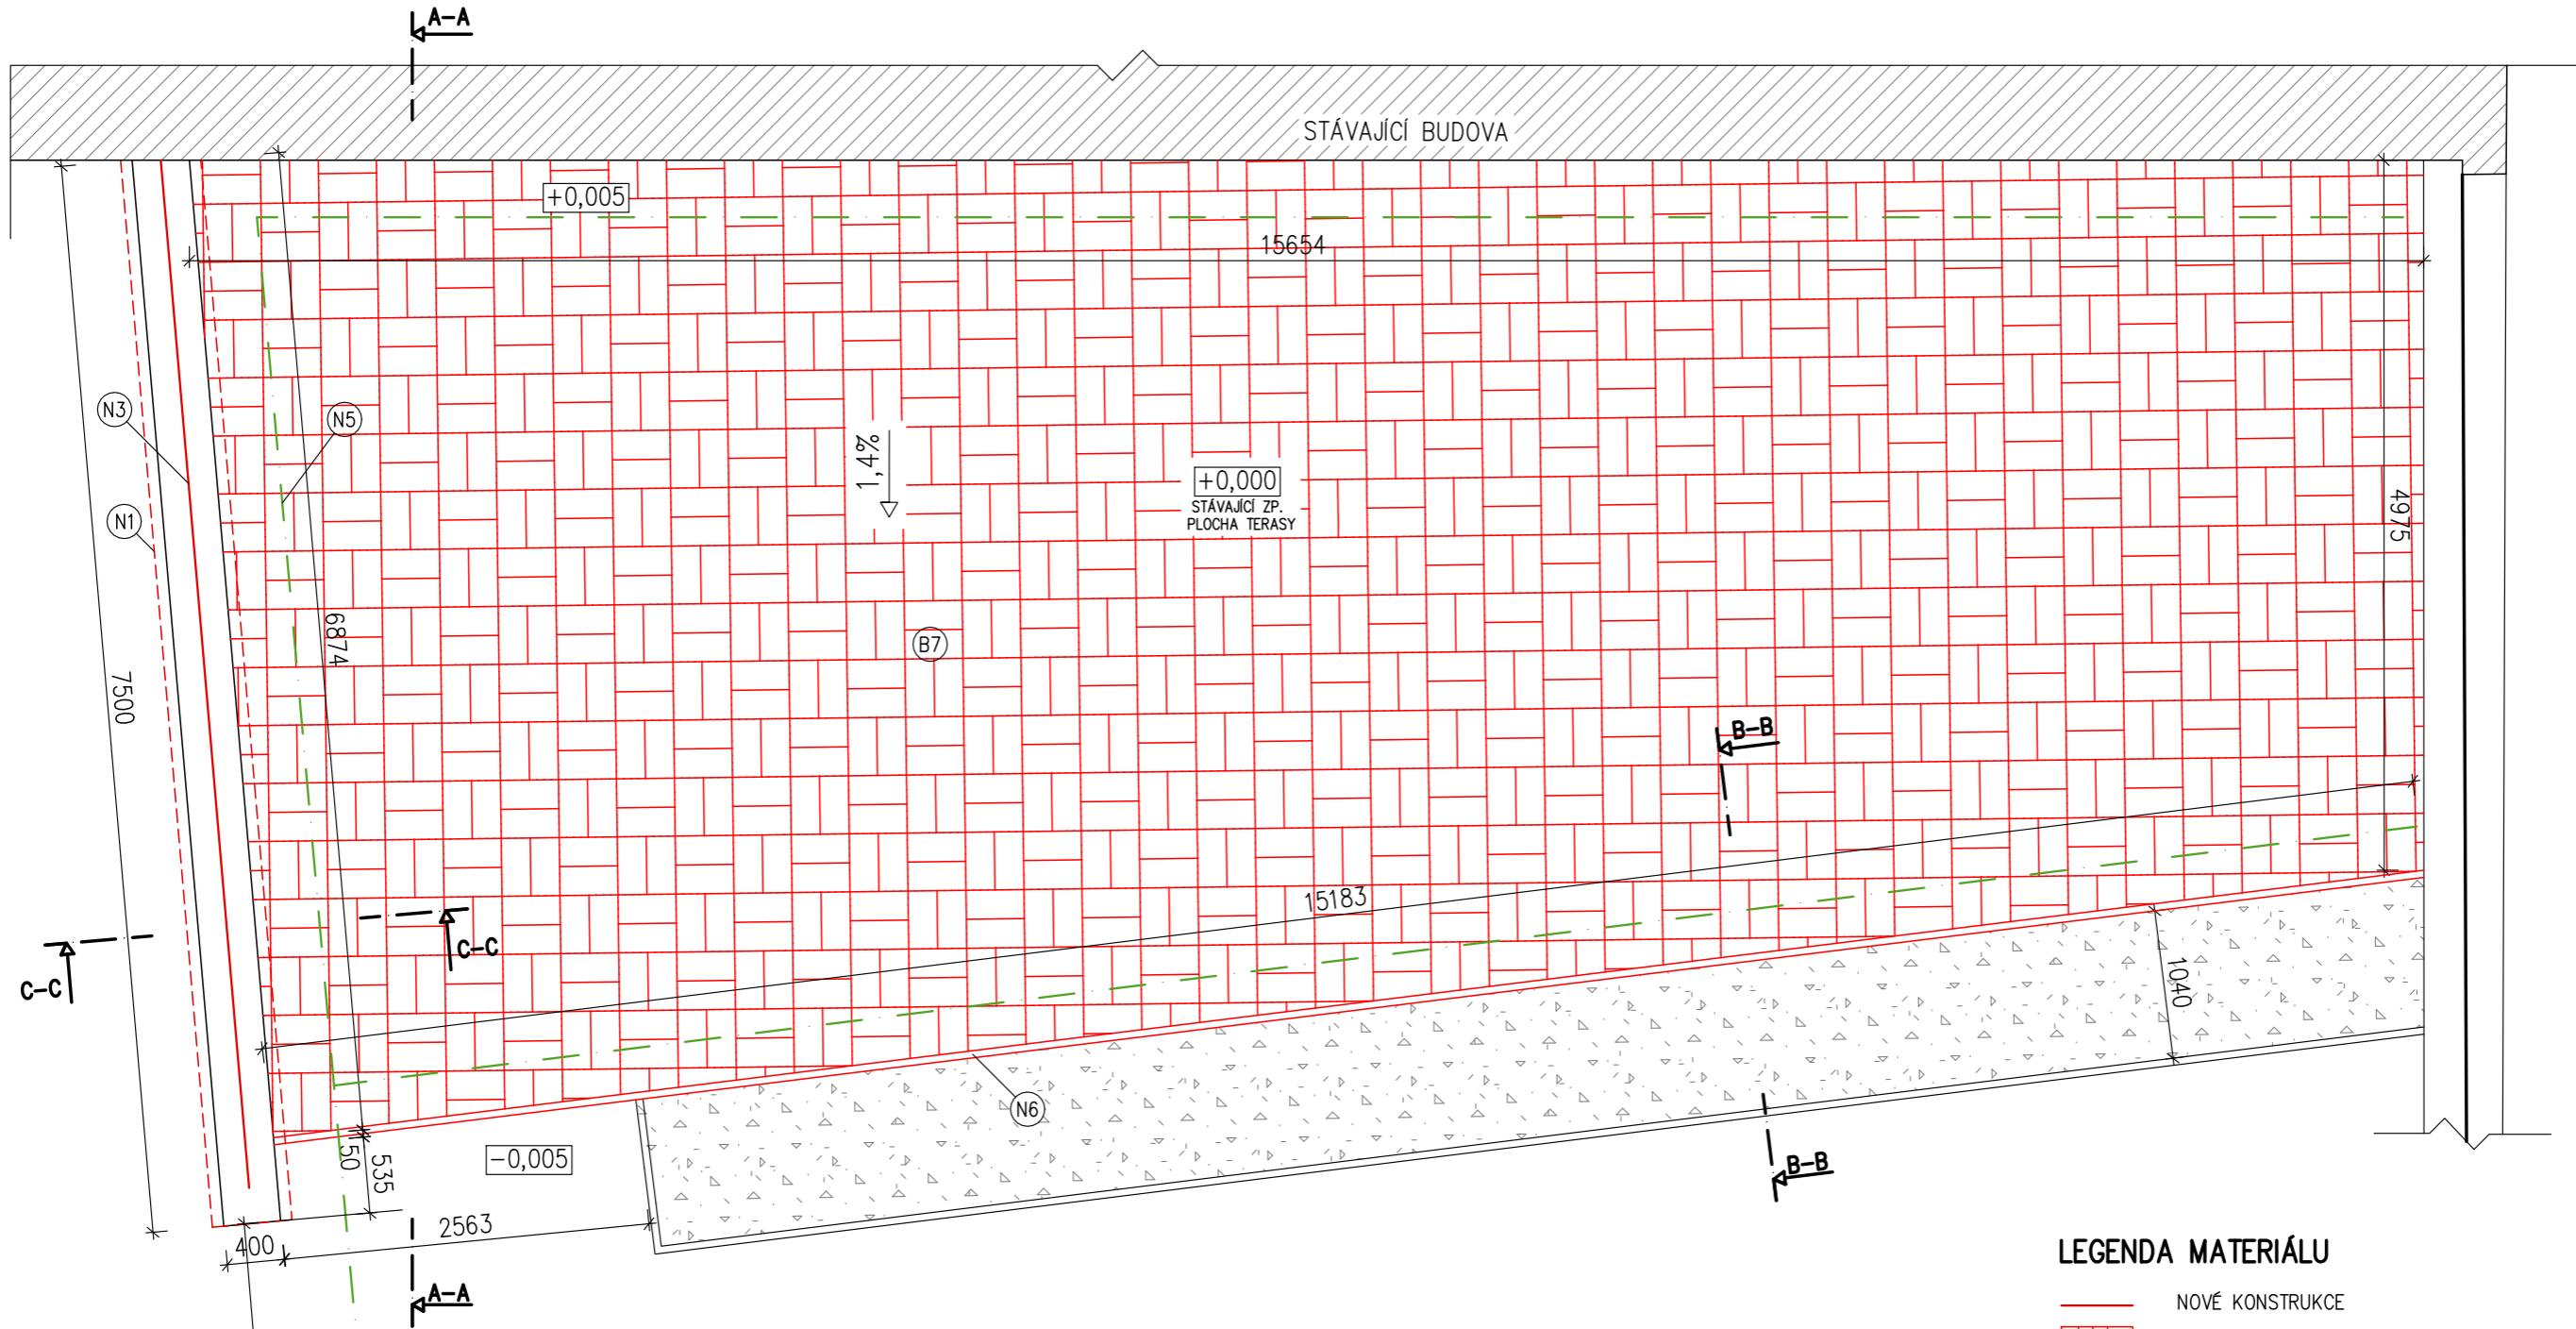 A-A
STÁVAJÍCÍ BUDOVA
+0,005
15654
N3
N5
1,4%
+0,000
STÁVAJÍCÍ ZP.
PLOCHA TERASY
4975
N1
6874
B7
7500
B-B
15183
C-C
C-C
1040
N6
50
535
-0,005
B-B
2563
400
A-A
LEGENDA MATERIÁLU
NOVÉ KONSTRUKCE